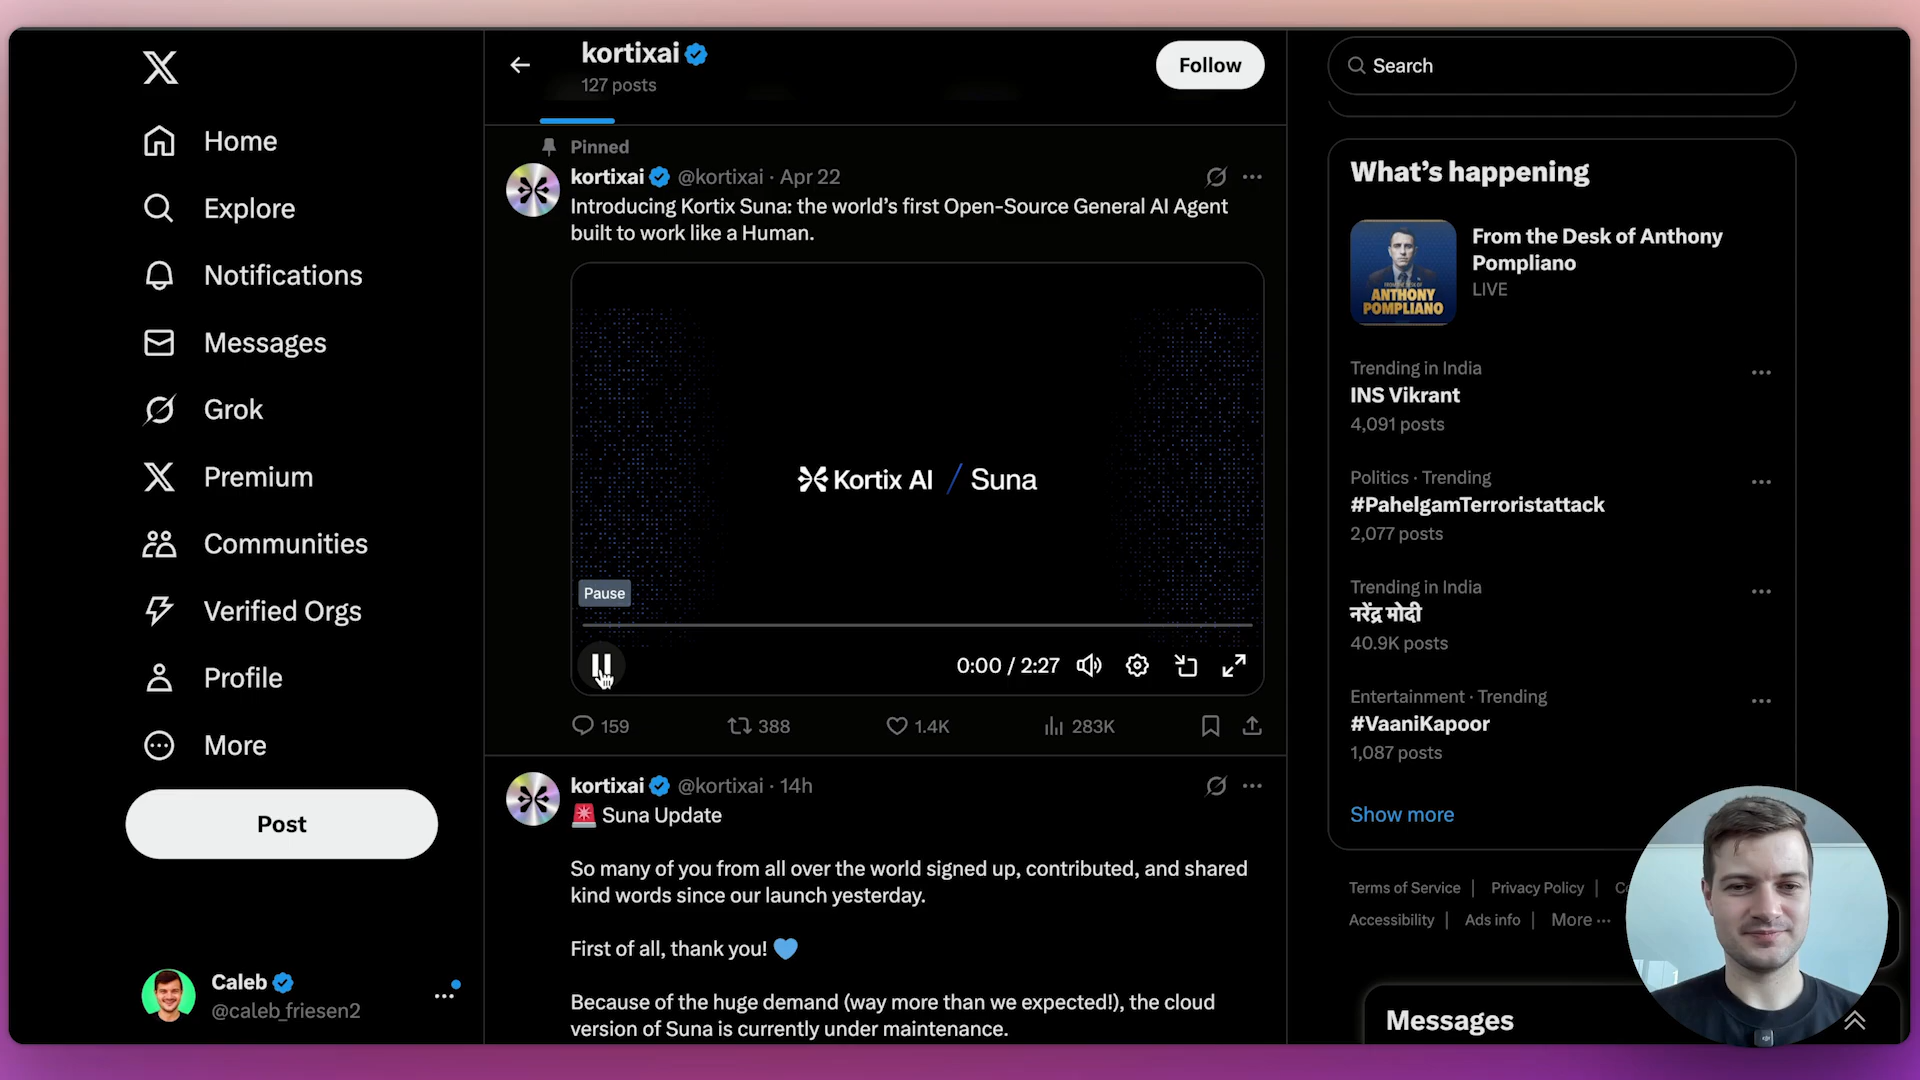 Home
Explore
Notifications
Messages
Grok
Premium
Communities
Verified Orgs
Profile
More
Post
Caleb
@caleb_friesen2
kortixai
127 posts
Follow
Pinned
kortixai @kortixai · Apr 22
Introducing Kortix Suna: the world’s first Open-Source General AI Agent
built to work like a Human.
Kortix AI / Suna
Pause
0:00 / 2:27
159
388
1.4K
283K
kortixai @kortixai · 14h
🚨 Suna Update
So many of you from all over the world signed up, contributed, and shared
kind words since our launch yesterday.
First of all, thank you! 💙
Because of the huge demand (way more than we expected!), the cloud
version of Suna is currently under maintenance.
Search
What’s happening
ANTHONY
POMPLIANO
From the Desk of Anthony
Pompliano
LIVE
Trending in India
INS Vikrant
4,091 posts
Politics · Trending
#PahelgamTerroristattack
2,077 posts
Trending in India
नरेंद्र मोदी
40.9K posts
Entertainment · Trending
#VaaniKapoor
1,087 posts
Show more
Terms of Service | Privacy Policy |
Accessibility | Ads info | More ···
Messages